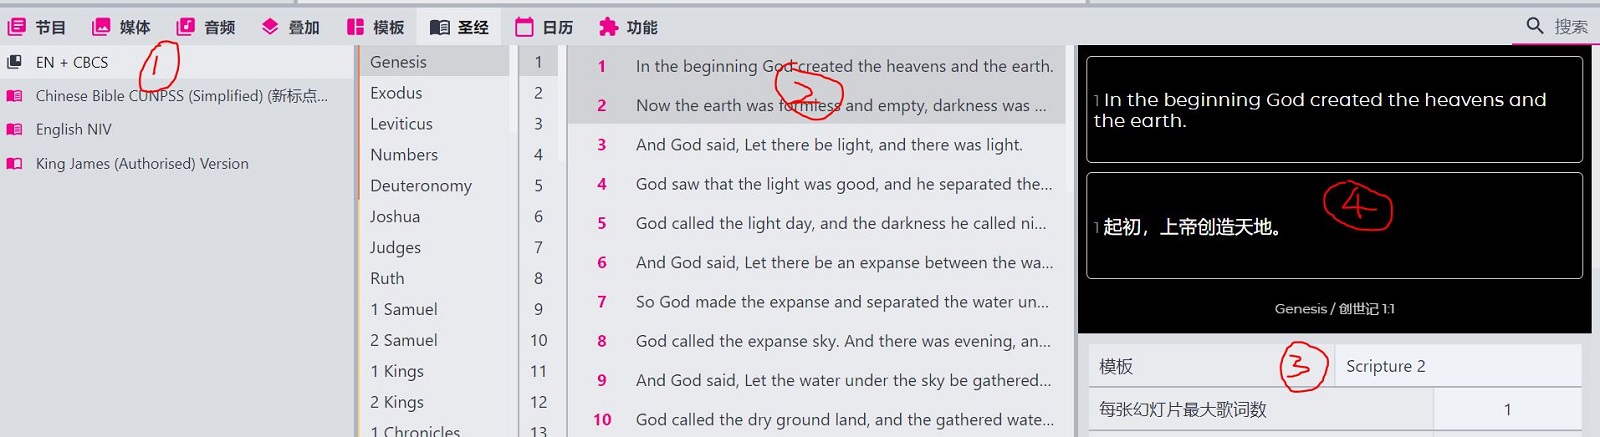 节目 媒体 音频 叠加 模板 圣经 日历 功能 搜索
EN + CBCS
Chinese Bible CUNPSS (Simplified) (新标点...
English NIV
King James (Authorised) Version
1
Genesis
Exodus
Leviticus
Numbers
Deuteronomy
Joshua
Judges
Ruth
1 Samuel
2 Samuel
1 Kings
2 Kings
1 Chronicles
1
2
3
4
5
6
7
8
9
10
11
12
13
1 In the beginning God created the heavens and the earth.
2 Now the earth was formless and empty, darkness was ...
3 And God said, Let there be light, and there was light.
4 God saw that the light was good, and he separated the...
5 God called the light day, and the darkness he called ni...
6 And God said, Let there be an expanse between the wa...
7 So God made the expanse and separated the water un...
8 God called the expanse sky. And there was evening, an...
9 And God said, Let the water under the sky be gathered...
10 God called the dry ground land, and the gathered wate...
2
1 In the beginning God created the heavens and
the earth.
1 起初，上帝创造天地。
4
Genesis / 创世记 1:1
模板 3 Scripture 2
每张幻灯片最大歌词数 1